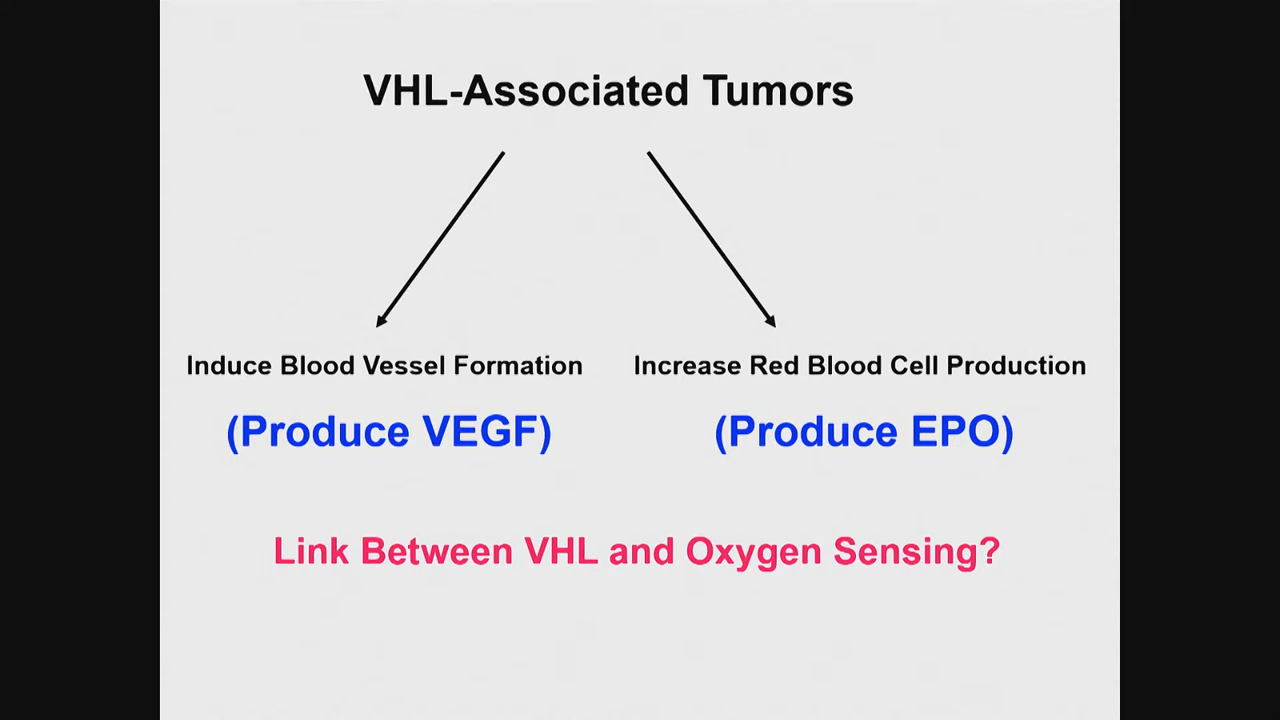 VHL-Associated Tumors
Induce Blood Vessel Formation
(Produce VEGF)
Increase Red Blood Cell Production
(Produce EPO)
Link Between VHL and Oxygen Sensing?